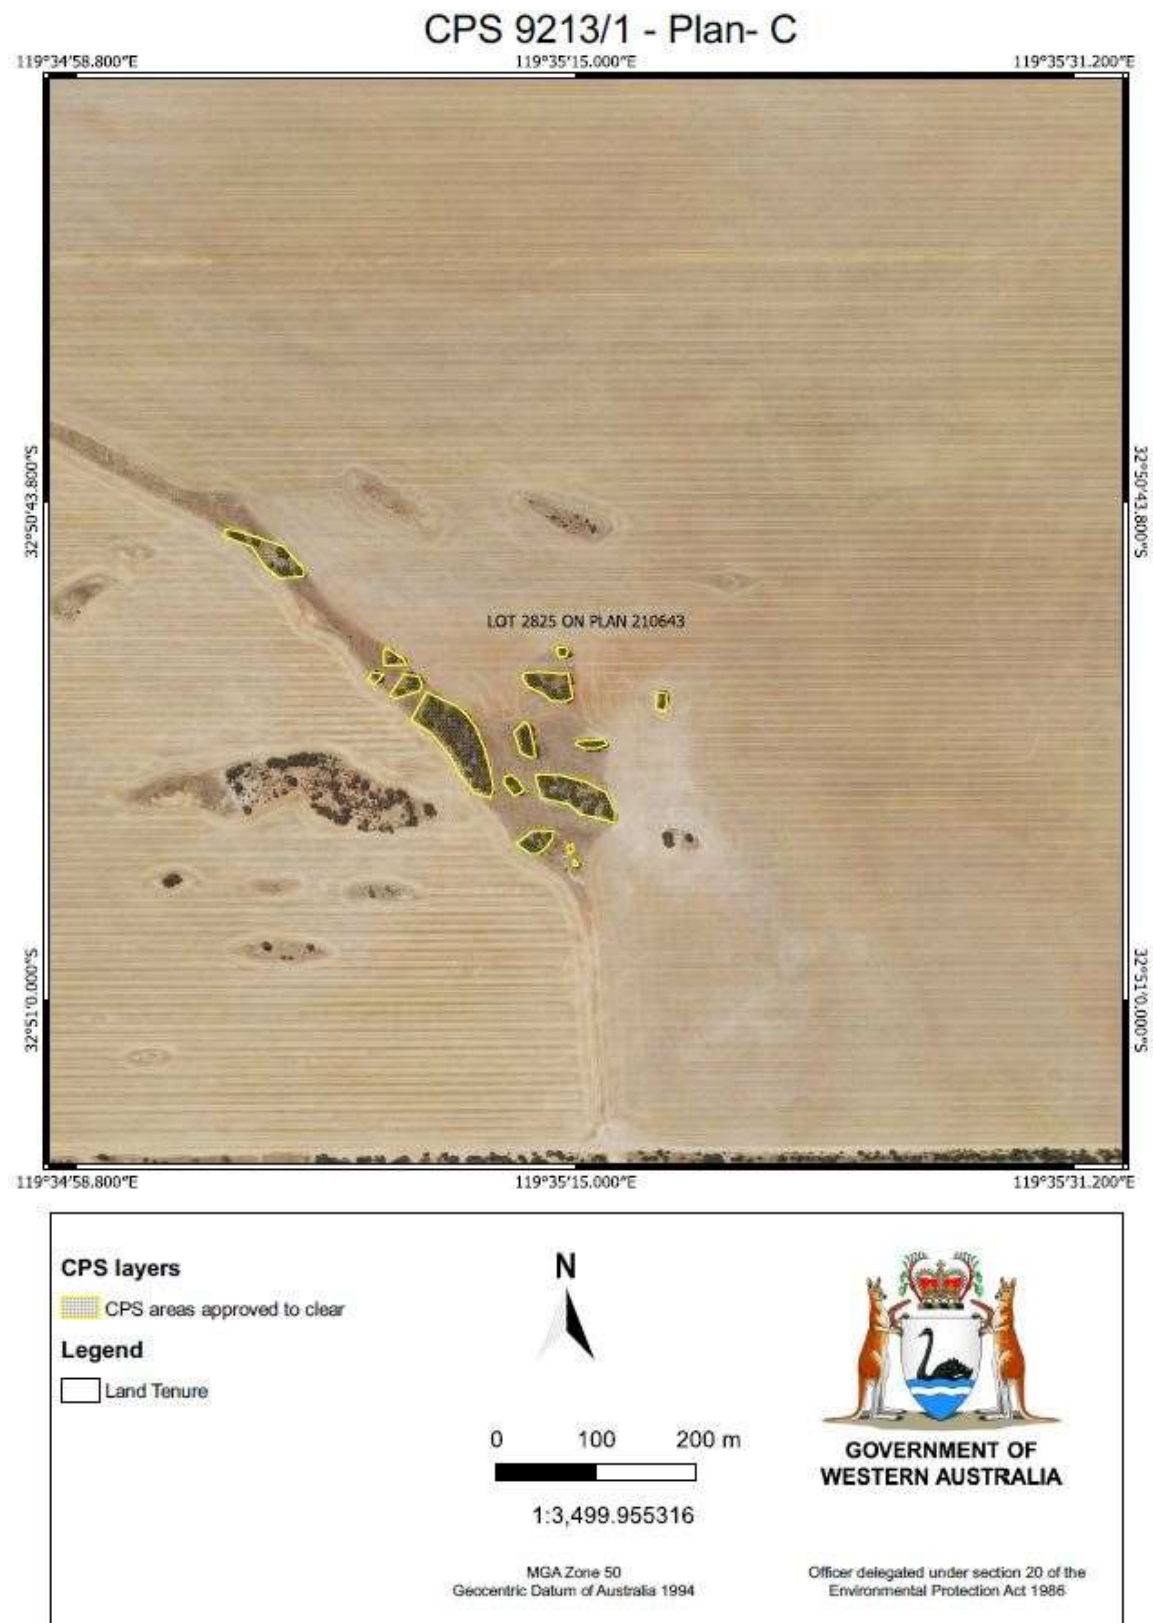 CPS 9213/1 - Plan- C
119°34'58.800"E 119°35'15.000"E 119°35'31.200"E
32°50'43.800"S
32°50'43.800"S
LOT 2825 ON PLAN 210643
32°51'0.000"S
32°51'0.000"S
119°34'58.800"E 119°35'15.000"E 119°35'31.200"E
CPS layers
CPS areas approved to clear
Legend
Land Tenure
N
0 100 200 m
1:3,499.955316
MGA Zone 50
Geocentric Datum of Australia 1994
GOVERNMENT OF
WESTERN AUSTRALIA
Officer delegated under section 20 of the
Environmental Protection Act 1986